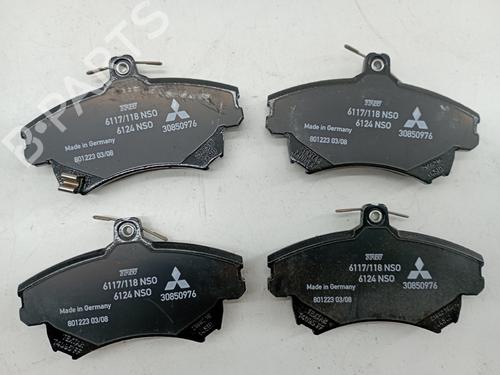 B-PARTS
TRW
6117/118 NSO
6124 NSO
30850976
Made in Germany
801223 03/08
TRW
6117/118 NSO
6124 NSO
30850976
Made in Germany
801223 03/08
TRW
6117/118 NSO
6124 NSO
30850976
Made in Germany
801223 03/08
TEXTAR
TRW
6117/118 NSO
6124 NSO
30850976
Made in Germany
801223 03/08